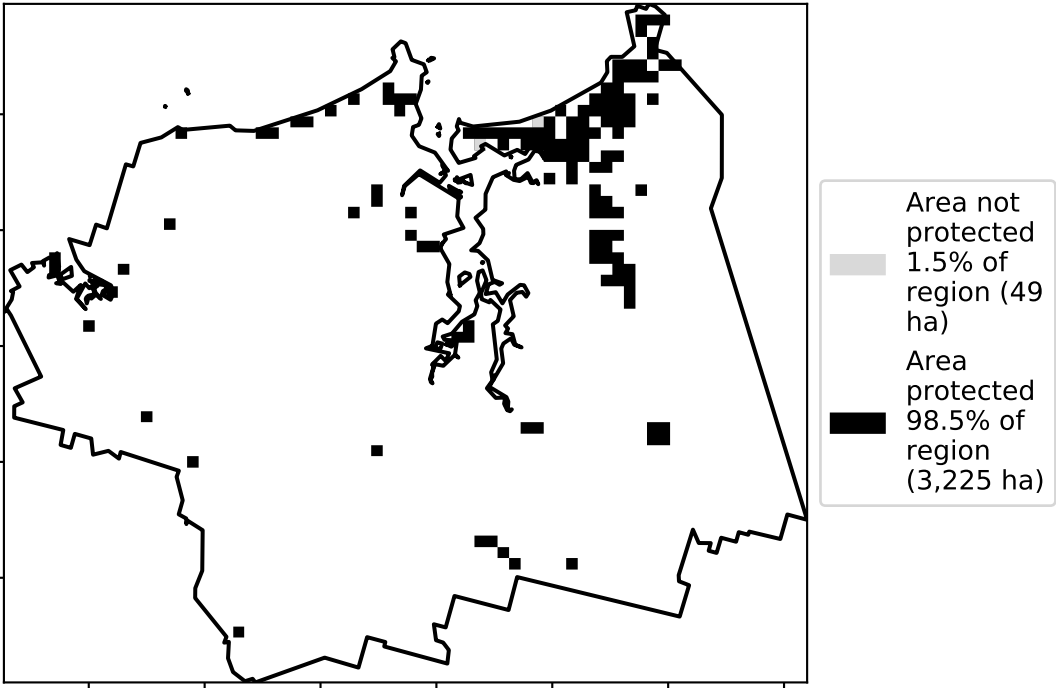 Area not
protected
1.5% of
region (49
ha)
Area
protected
98.5% of
region
(3,225 ha)